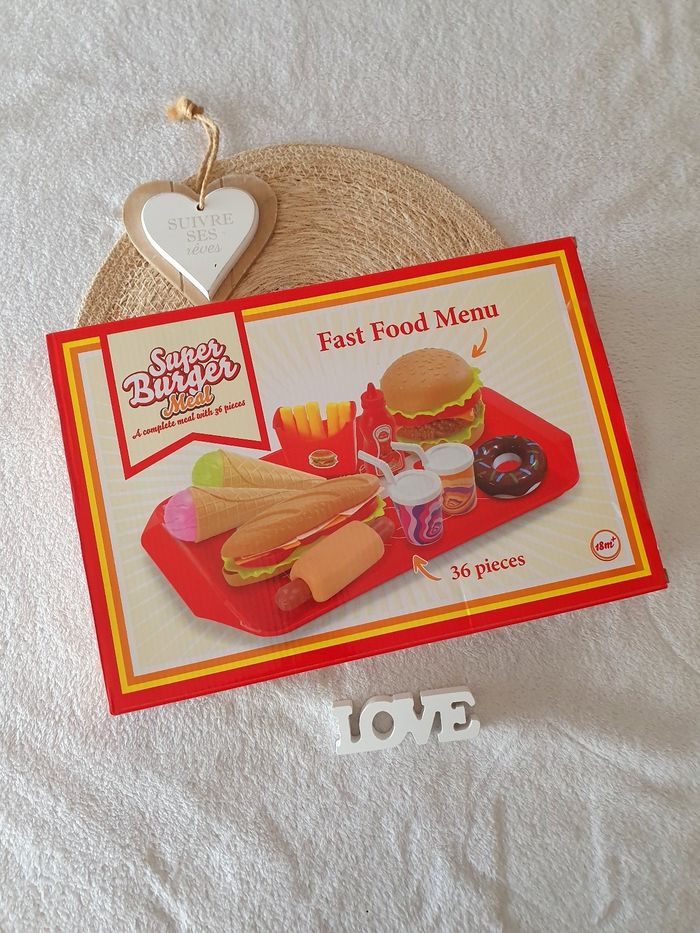 SUIVRE
SES
rêves
Fast Food Menu
Super
Burger
Meal
A complete meal with 36 pieces
36 pieces
18m+
LOVE